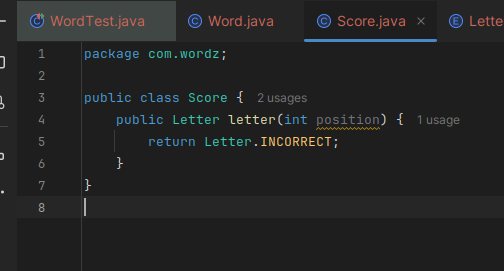 WordTest.java Word.java Score.java × Lette
1 package com.wordz;
2
3 public class Score { 2 usages
4 public Letter letter(int position) { 1 usage
5 return Letter.INCORRECT;
6 }
7 }
8